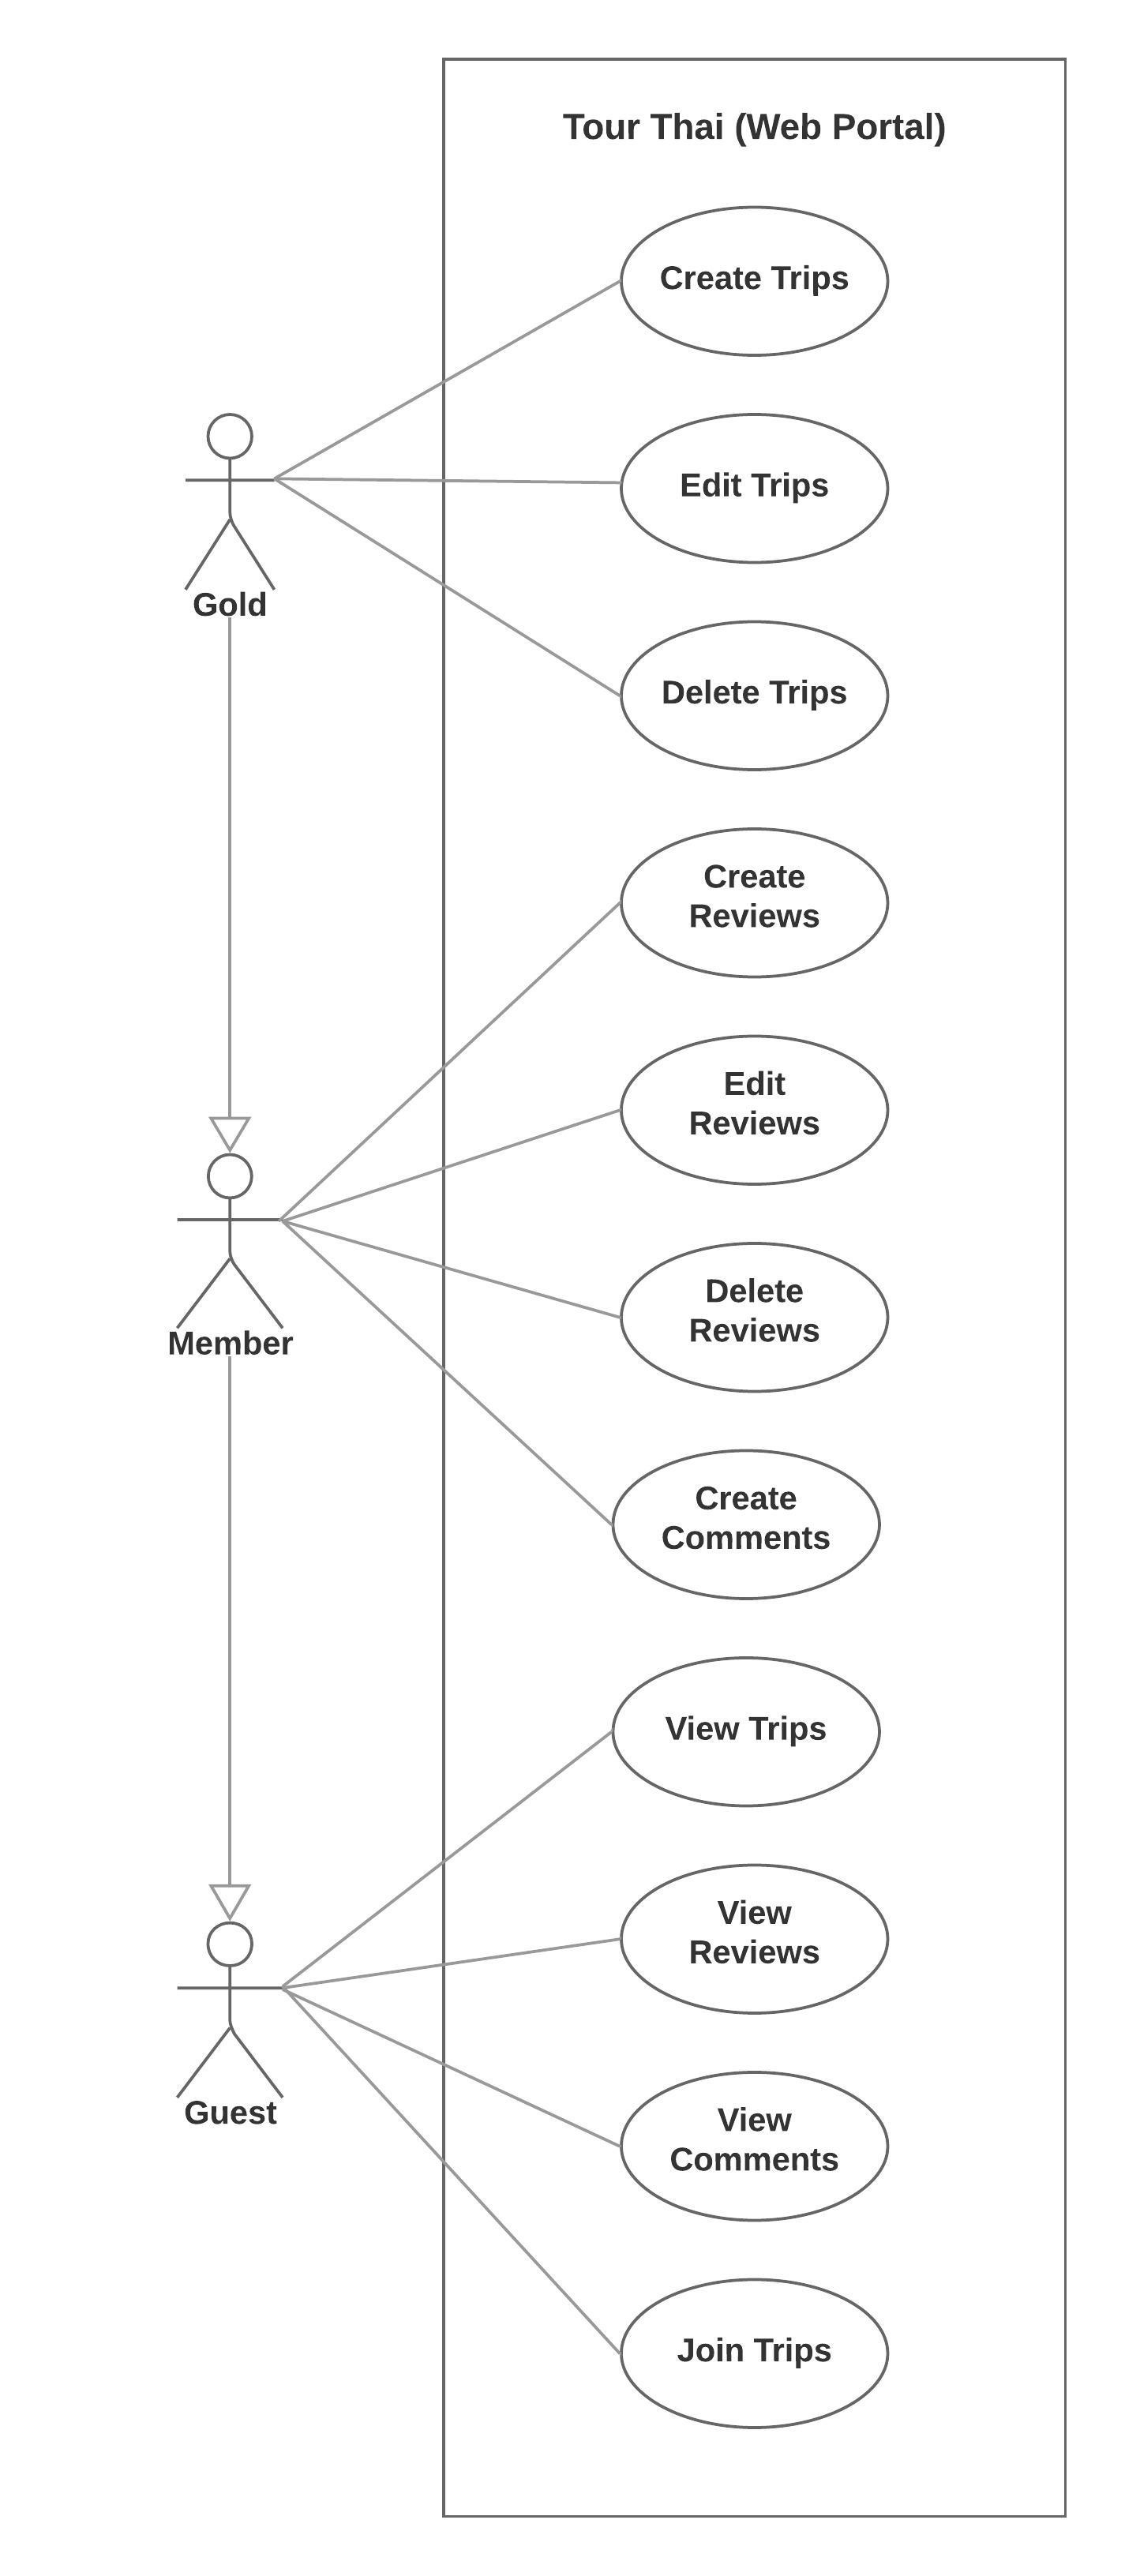 Tour Thai (Web Portal)
Create Trips
Edit Trips
Gold
Delete Trips
Create
Reviews
Edit
Reviews
Delete
Reviews
Member
Create
Comments
View Trips
View
Reviews
Guest
View
Comments
Join Trips